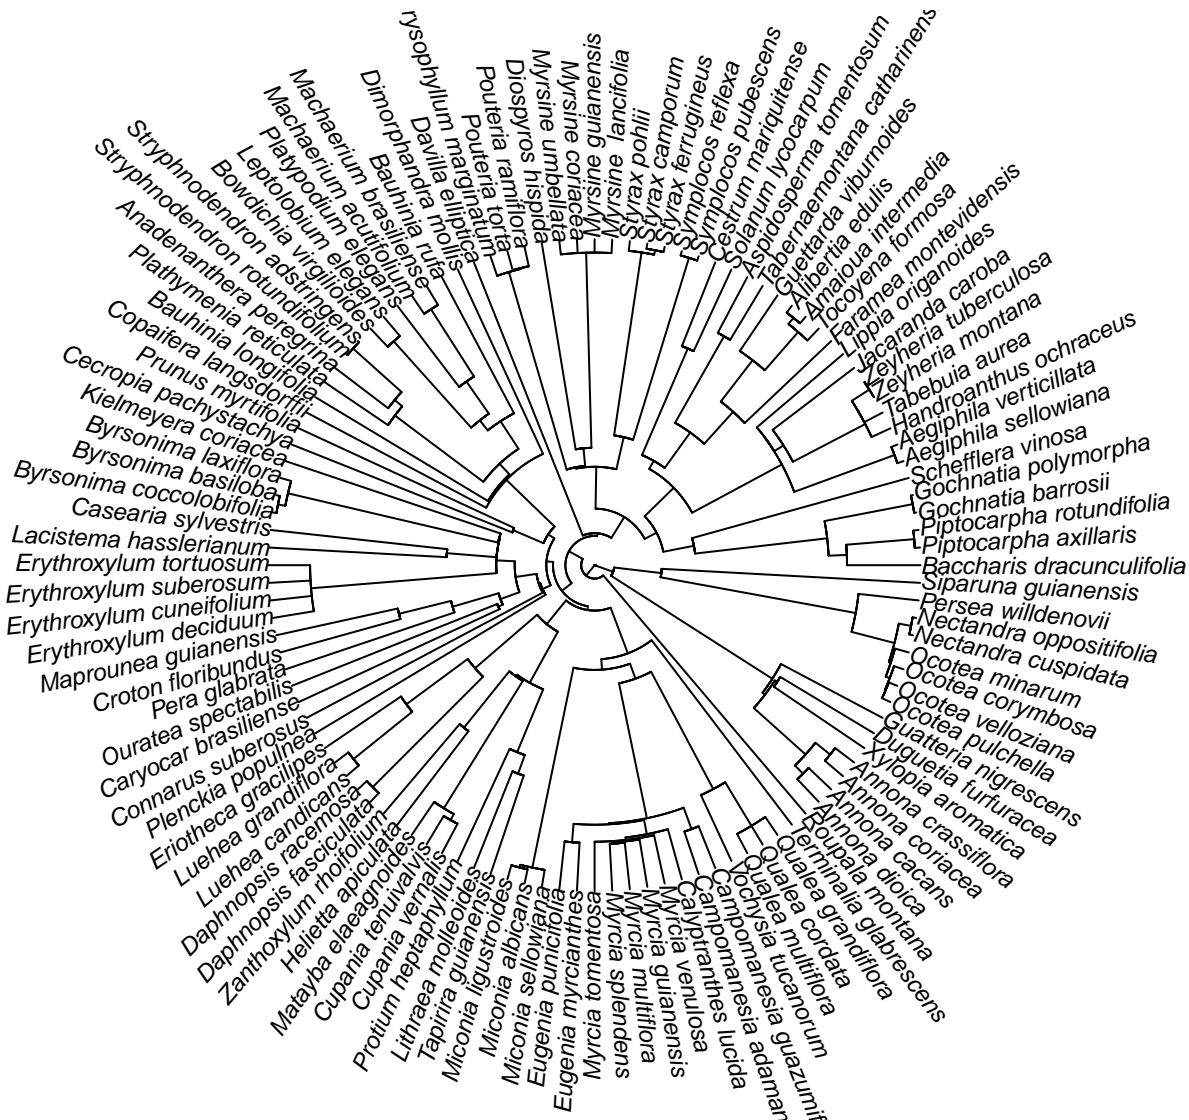 rysophyllum marginatum
Pouteria torta
Pouteria ramiflora
Diospyros hispida
Myrsine umbellata
Myrsine coriacea
Myrsine guianensis
Myrsine lancifolia
Styrax pohlii
Styrax camporum
Styrax ferrugineus
Symplocos reflexa
Symplocos pubescens
Cestrum mariquitense
Solanum lycocarpum
Aspidosperma tomentosum
Tabernaemontana catharinens
Guettarda viburnoides
Alibertia edulis
Amaioua intermedia
Tocoyena formosa
Faramea montevidensis
Lippia origanoides
Jacaranda caroba
Zeyheria tuberculosa
Zeyheria montana
Tabebuia aurea
Handroanthus ochraceus
Aegiphila verticillata
Aegiphila sellowiana
Schefflera vinosa
Gochnatia polymorpha
Gochnatia barrosii
Piptocarpha rotundifolia
Piptocarpha axillaris
Baccharis dracunculifolia
Siparuna guianensis
Persea willdenovii
Nectandra oppositifolia
Nectandra cuspidata
Ocotea minarum
Ocotea corymbosa
Ocotea velloziana
Ocotea pulchella
Guatteria nigrescens
Duguetia furfuracea
Xylopia aromatica
Annona crassiflora
Annona coriacea
Annona cacans
Annona dioica
Roupala montana
Terminalia glabrescens
Qualea grandiflora
Qualea cordata
Qualea multiflora
Vochysia tucanorum
Campomanesia guazumif
Campomanesia adaman
Calyptranthes lucida
Myrcia venulosa
Myrcia guianensis
Myrcia multiflora
Myrcia splendens
Myrcia tomentosa
Eugenia myrcianthes
Eugenia punicifolia
Miconia sellowiana
Miconia albicans
Miconia ligustroides
Tapirira guianensis
Lithraea molleoides
Protium heptaphyllum
Cupania vernalis
Cupania tenuivalvis
Matayba elaeagnoides
Helietta apiculata
Zanthoxylum rhoifolium
Daphnopsis fasciculata
Daphnopsis racemosa
Luehea candicans
Luehea grandiflora
Eriotheca gracilipes
Plenckia populnea
Connarus suberosus
Caryocar brasiliense
Ouratea spectabilis
Pera glabrata
Croton floribundus
Maprounea guianensis
Erythroxylum deciduum
Erythroxylum cuneifolium
Erythroxylum suberosum
Erythroxylum tortuosum
Lacistema hasslerianum
Casearia sylvestris
Byrsonima coccolobifolia
Byrsonima basiloba
Byrsonima laxiflora
Kielmeyera coriacea
Cecropia pachystachya
Prunus myrtifolia
Copaifera langsdorffii
Bauhinia longifolia
Plathymenia reticulata
Anadenanthera peregrina
Stryphnodendron rotundifolium
Stryphnodendron adstringens
Bowdichia virgilioides
Leptolobium elegans
Platypodium elegans
Machaerium acutifolium
Machaerium brasiliense
Bauhinia rufa
Dimorphandra mollis
Davilla elliptica